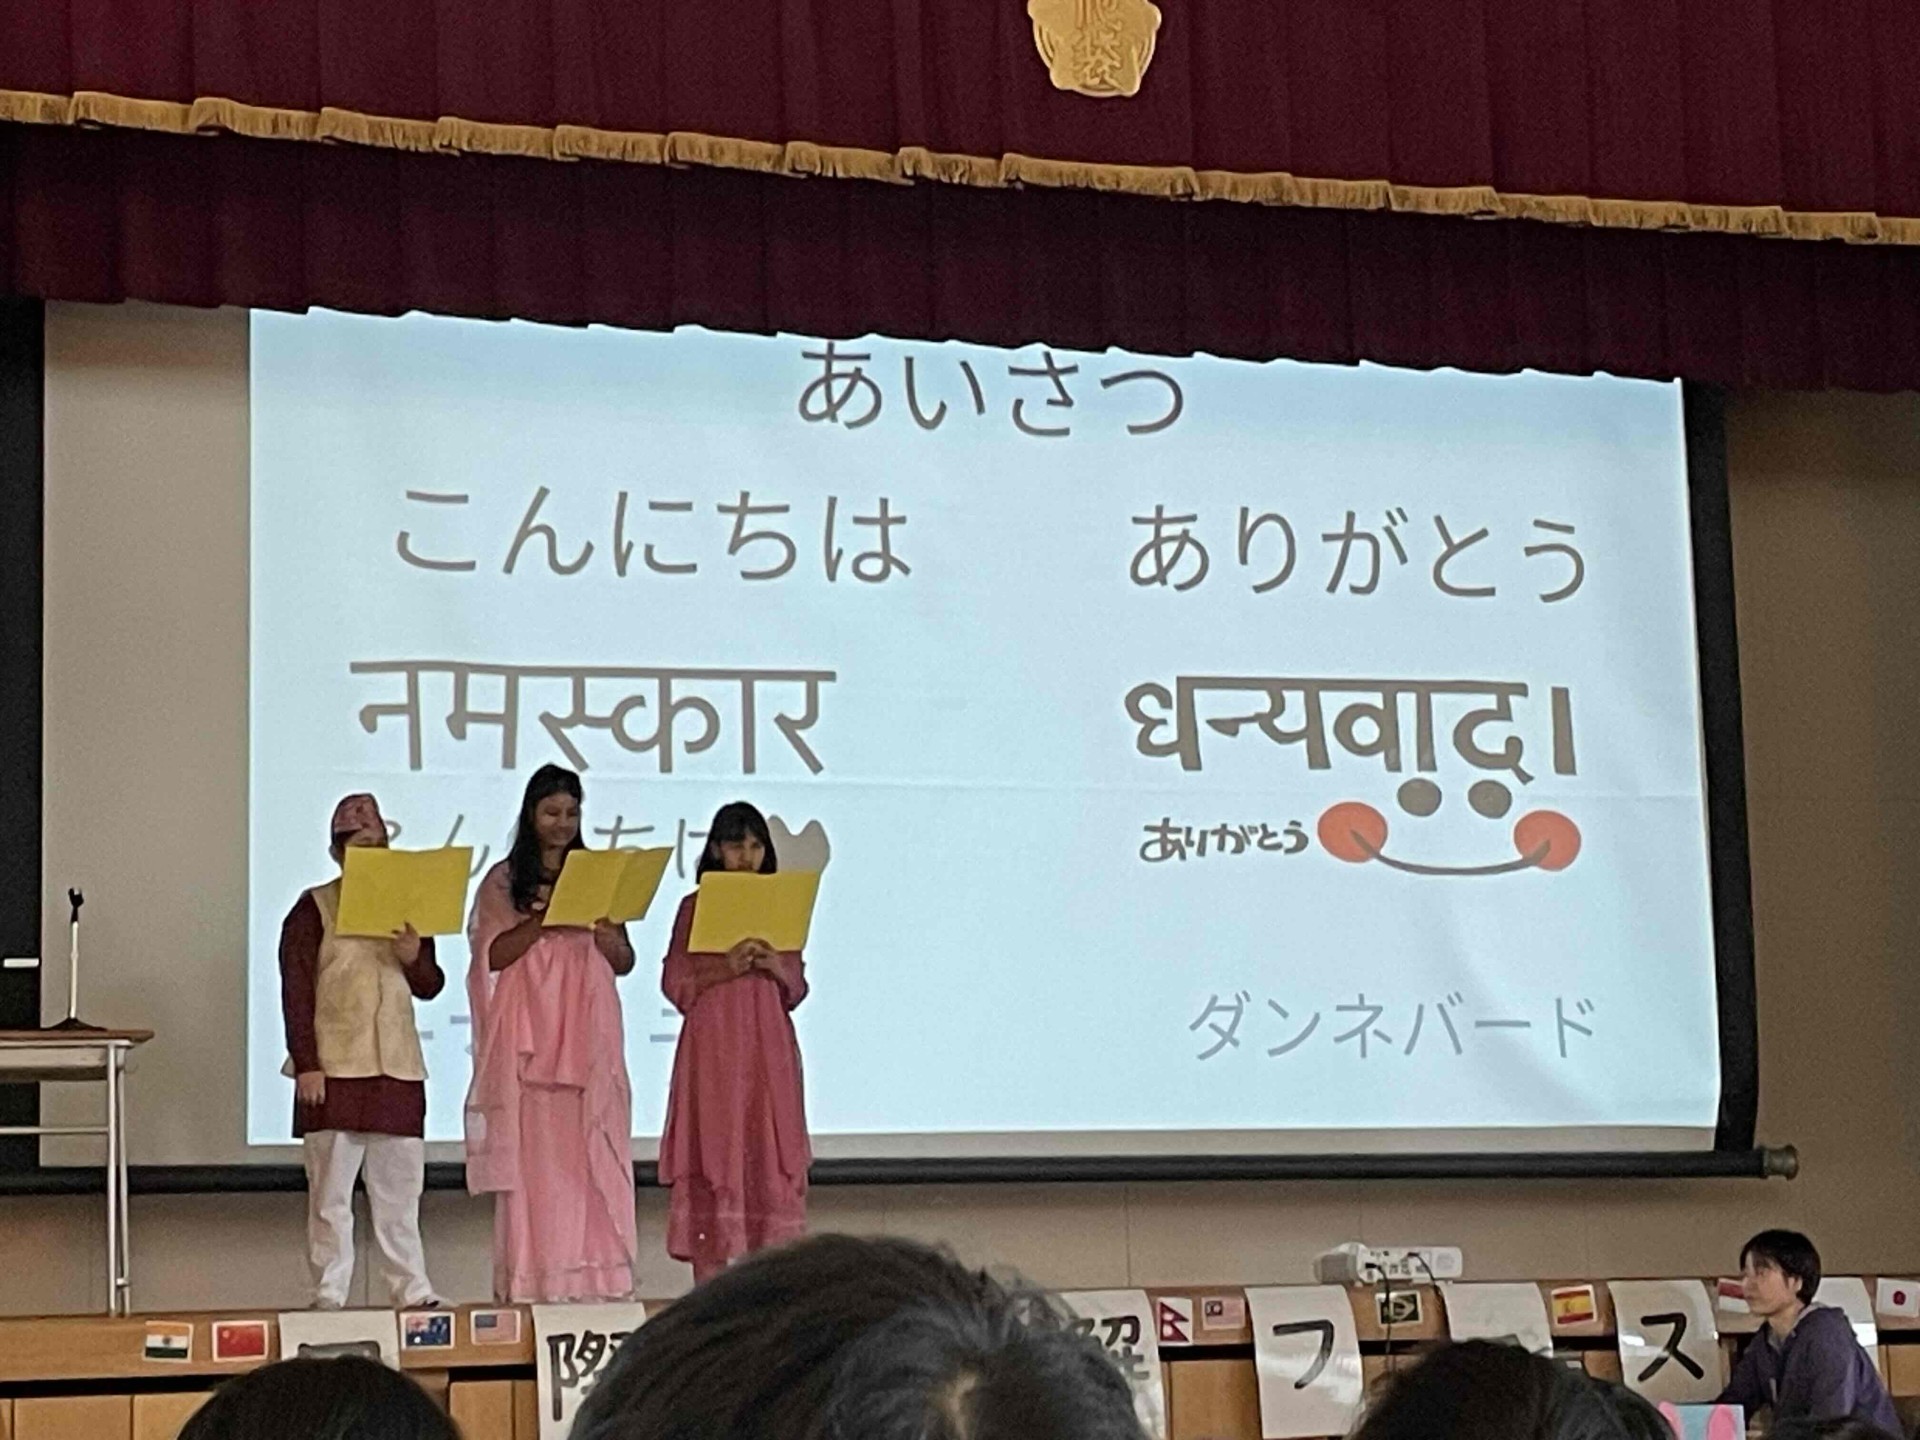 あいさつ
こんにちは
ありがとう
नमस्कार
धन्यवाद।
ありがとう
ダンネバード
フ
ス